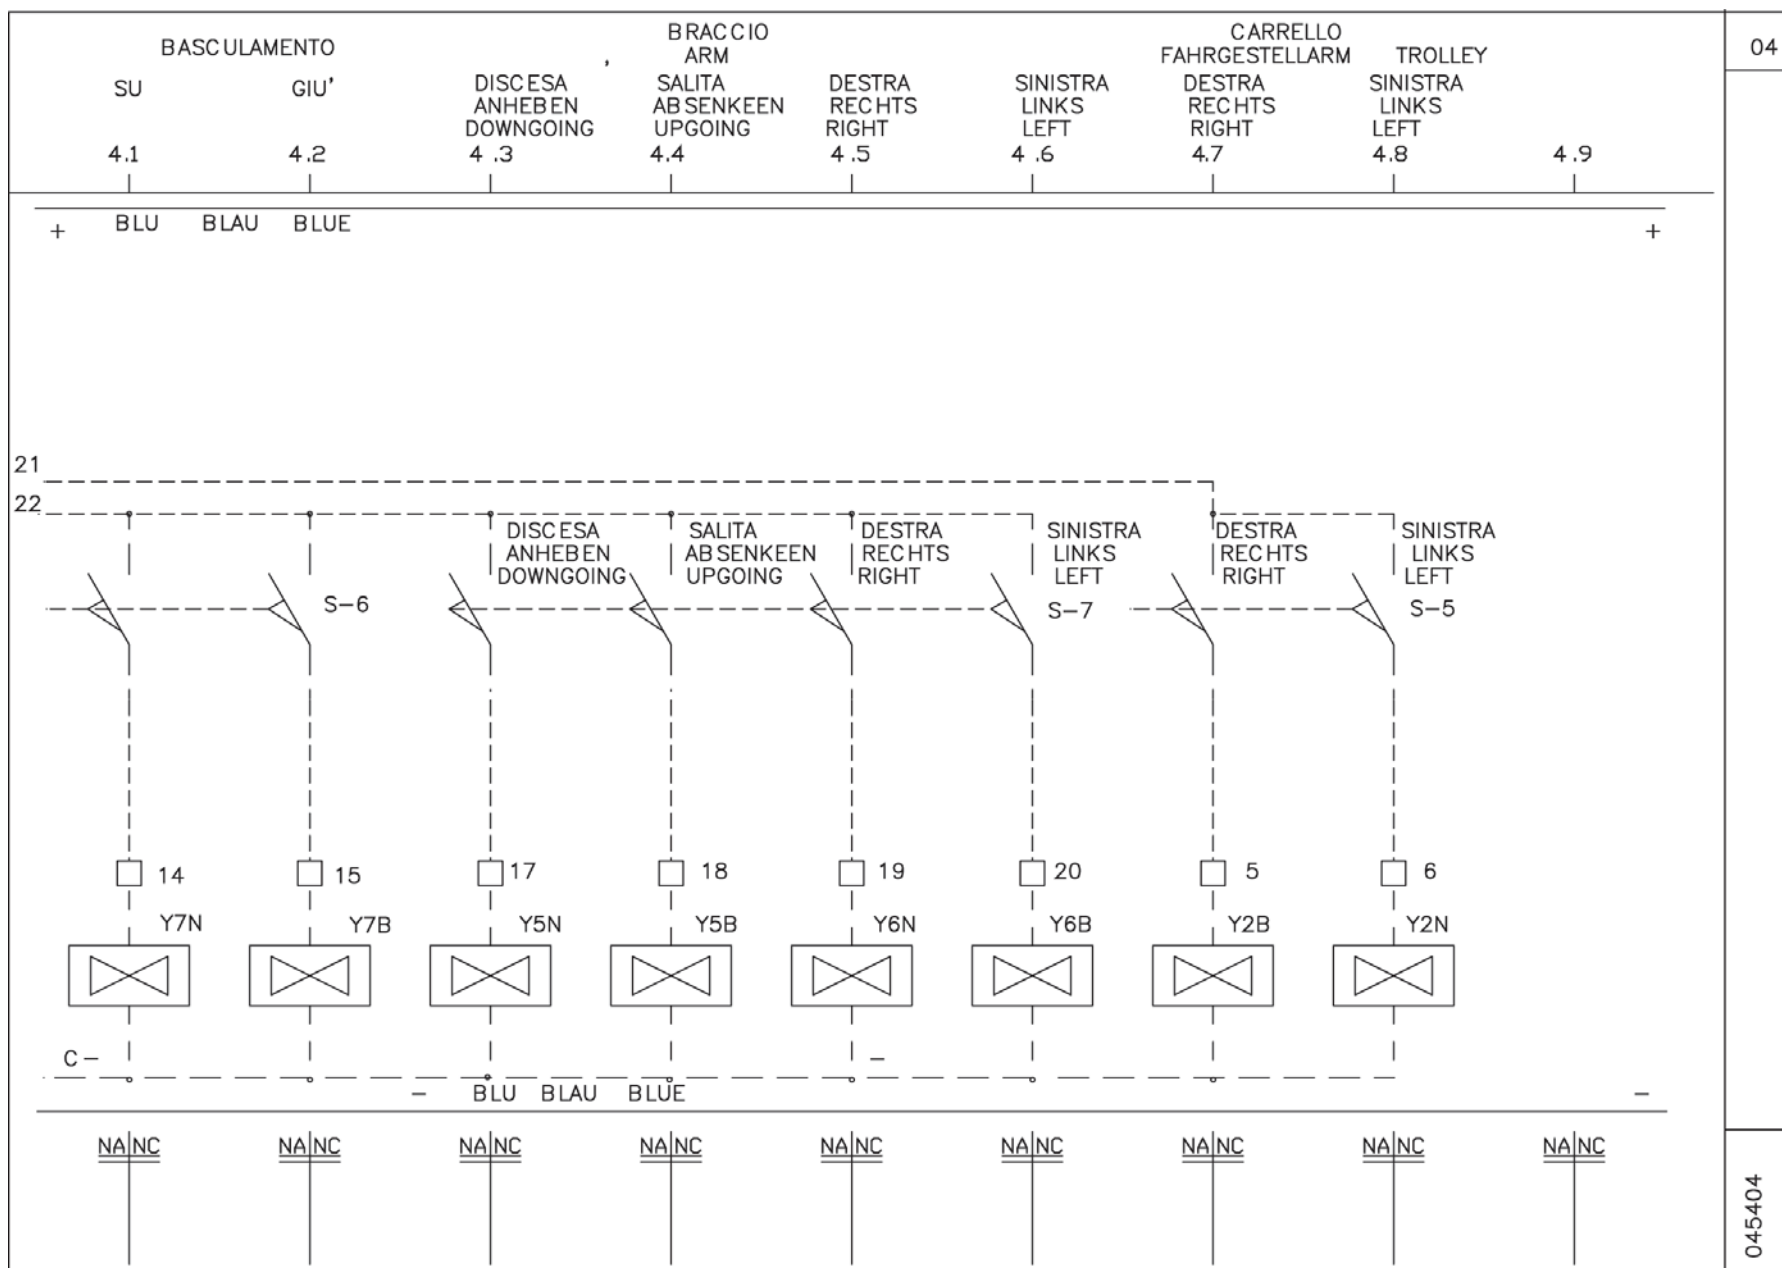 BASCULAMENTO
BRACCIO
ARM
CARRELLO
FAHRGESTELLARM TROLLEY
04
SU
GIU'
DISCESA
ANHEBEN
DOWNGOING
SALITA
ABSENKEEN
UPGOING
DESTRA
RECHTS
RIGHT
SINISTRA
LINKS
LEFT
DESTRA
RECHTS
RIGHT
SINISTRA
LINKS
LEFT
4.1 4.2 4.3 4.4 4.5 4.6 4.7 4.8 4.9
+ BLU BLAU BLUE +
21
22
DISCESA
ANHEBEN
DOWNGOING
SALITA
ABSENKEEN
UPGOING
DESTRA
RECHTS
RIGHT
SINISTRA
LINKS
LEFT
DESTRA
RECHTS
RIGHT
SINISTRA
LINKS
LEFT
S-6 S-7 S-5
14 15 17 18 19 20 5 6
Y7N Y7B Y5N Y5B Y6N Y6B Y2B Y2N
C - -
- BLU BLAU BLUE -
NA NC NA NC NA NC NA NC NA NC NA NC NA NC NA NC NA NC
045404